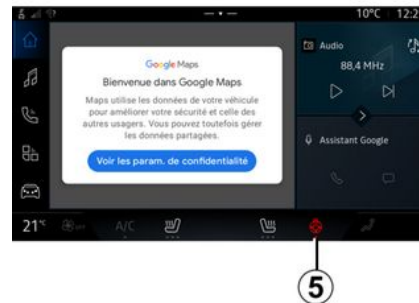 10°C 12:2
Google Maps
Bienvenue dans Google Maps
Maps utilise les données de votre véhicule
pour améliorer votre sécurité et celle des
autres usagers. Vous pouvez toutefois gérer
les données partagées.
Voir les param. de confidentialité
Audio
88,4 MHz
Assistant Google
21°C
OFF
A/C
5